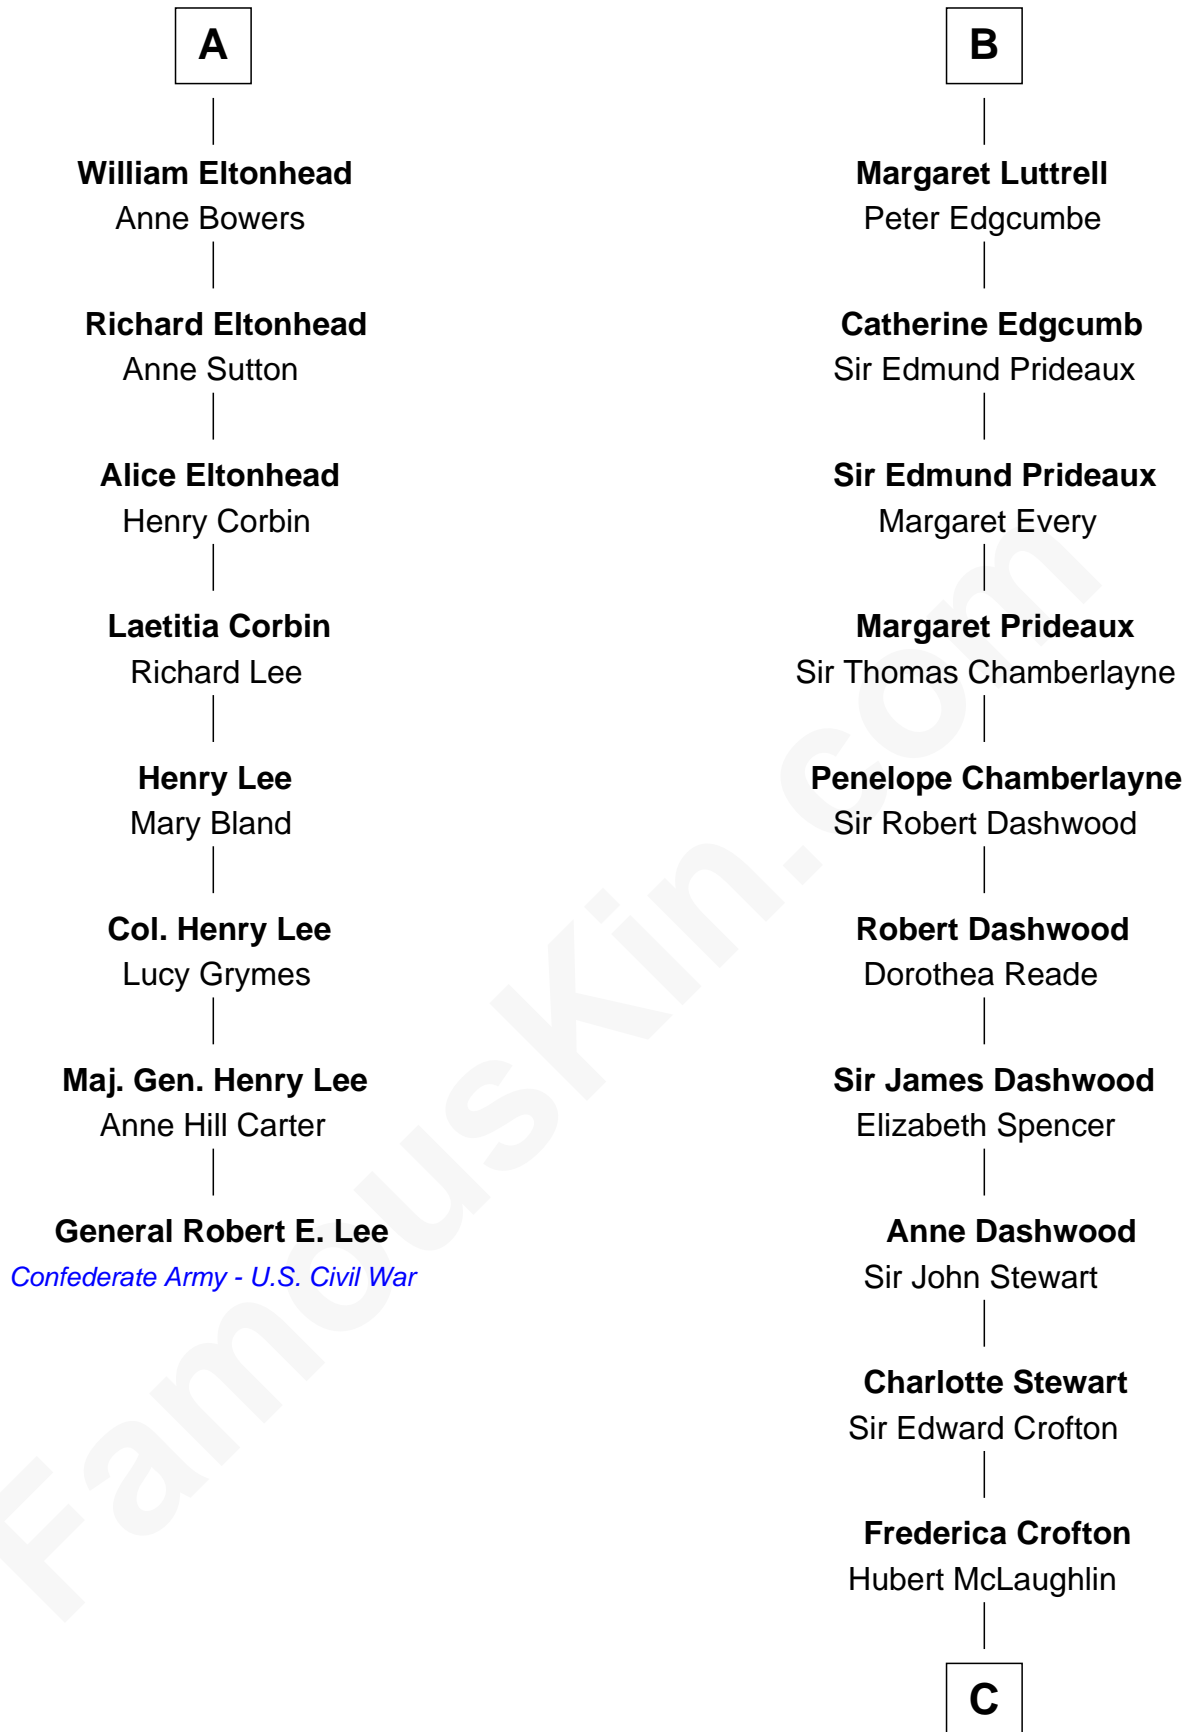 A
William Eltonhead
Anne Bowers
Richard Eltonhead
Anne Sutton
Alice Eltonhead
Henry Corbin
Laetitia Corbin
Richard Lee
Henry Lee
Mary Bland
Col. Henry Lee
Lucy Grymes
Maj. Gen. Henry Lee
Anne Hill Carter
General Robert E. Lee
Confederate Army - U.S. Civil War
B
Margaret Luttrell
Peter Edgcumbe
Catherine Edgcumb
Sir Edmund Prideaux
Sir Edmund Prideaux
Margaret Every
Margaret Prideaux
Sir Thomas Chamberlayne
Penelope Chamberlayne
Sir Robert Dashwood
Robert Dashwood
Dorothea Reade
Sir James Dashwood
Elizabeth Spencer
Anne Dashwood
Sir John Stewart
Charlotte Stewart
Sir Edward Crofton
Frederica Crofton
Hubert McLaughlin
C
FamousKin.com